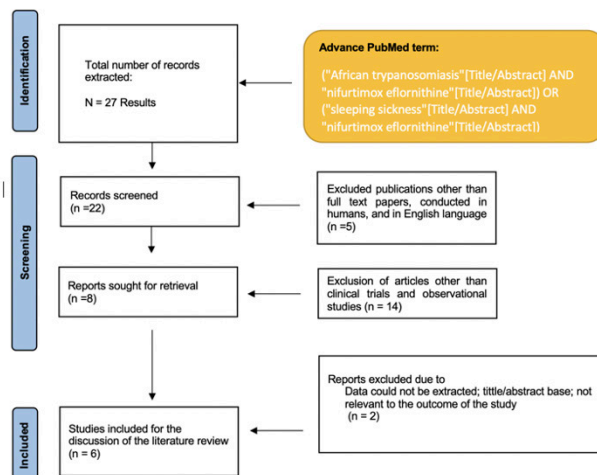 Identification
Total number of records
extracted:
N = 27 Results
Advance PubMed term:
("African trypanosomiasis"[Title/Abstract] AND
"nifurtimox eflornithine"[Title/Abstract]) OR
("sleeping sickness"[Title/Abstract] AND
"nifurtimox eflornithine"[Title/Abstract])
Screening
Records screened
(n =22)
Excluded publications other than
full text papers, conducted in
humans, and in English language
(n =5)
Reports sought for retrieval
(n =8)
Exclusion of articles other than
clinical trials and observational
studies (n = 14)
Reports excluded due to
Data could not be extracted; tittle/abstract base; not
relevant to the outcome of the study
(n = 2)
Included
Studies included for the
discussion of the literature review
(n = 6)